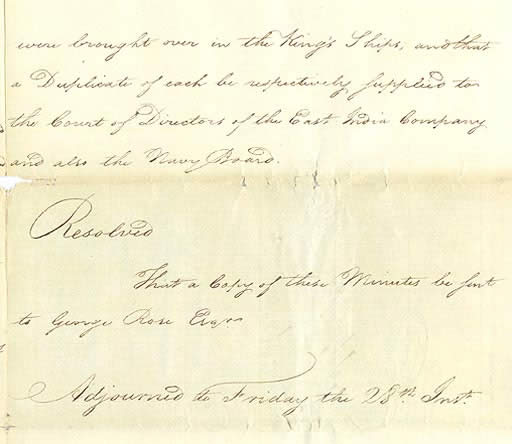 were brought over in the King's Ships, and that
a Duplicate of each be respectively supplied to
the Court of Directors of the East India Company
and also the Navy Board.
Resolved
That a Copy of these Minutes be sent
to George Rose Esqr
Adjourned to Friday the 28th. Inst.